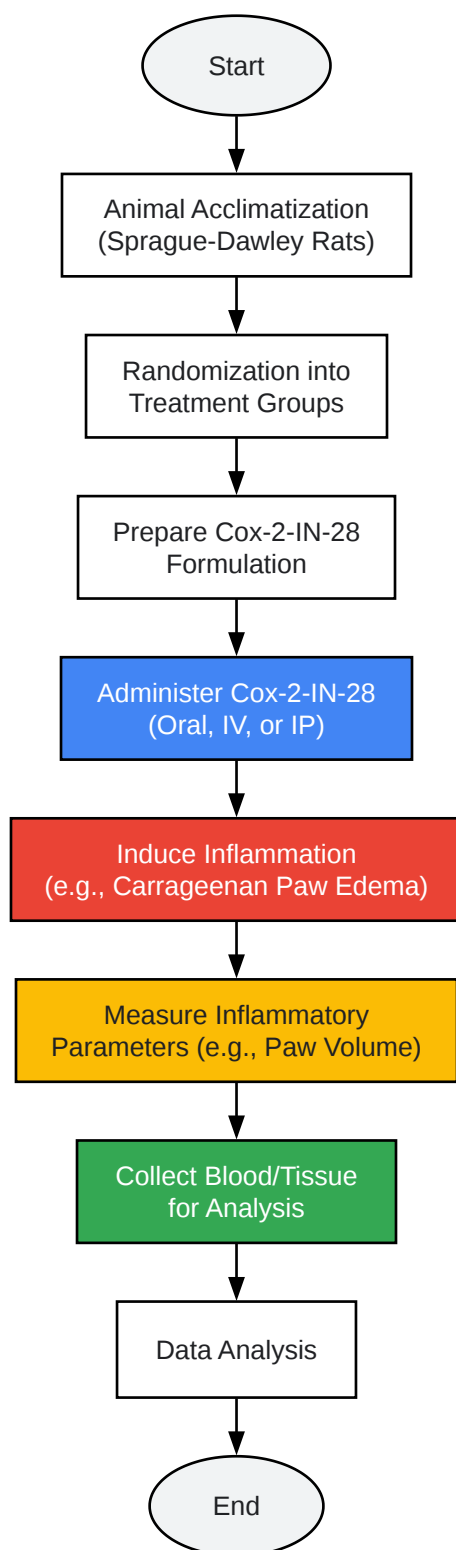 Start
Animal Acclimatization
(Sprague-Dawley Rats)
Randomization into
Treatment Groups
Prepare Cox-2-IN-28
Formulation
Administer Cox-2-IN-28
(Oral, IV, or IP)
Induce Inflammation
(e.g., Carrageenan Paw Edema)
Measure Inflammatory
Parameters (e.g., Paw Volume)
Collect Blood/Tissue
for Analysis
Data Analysis
End